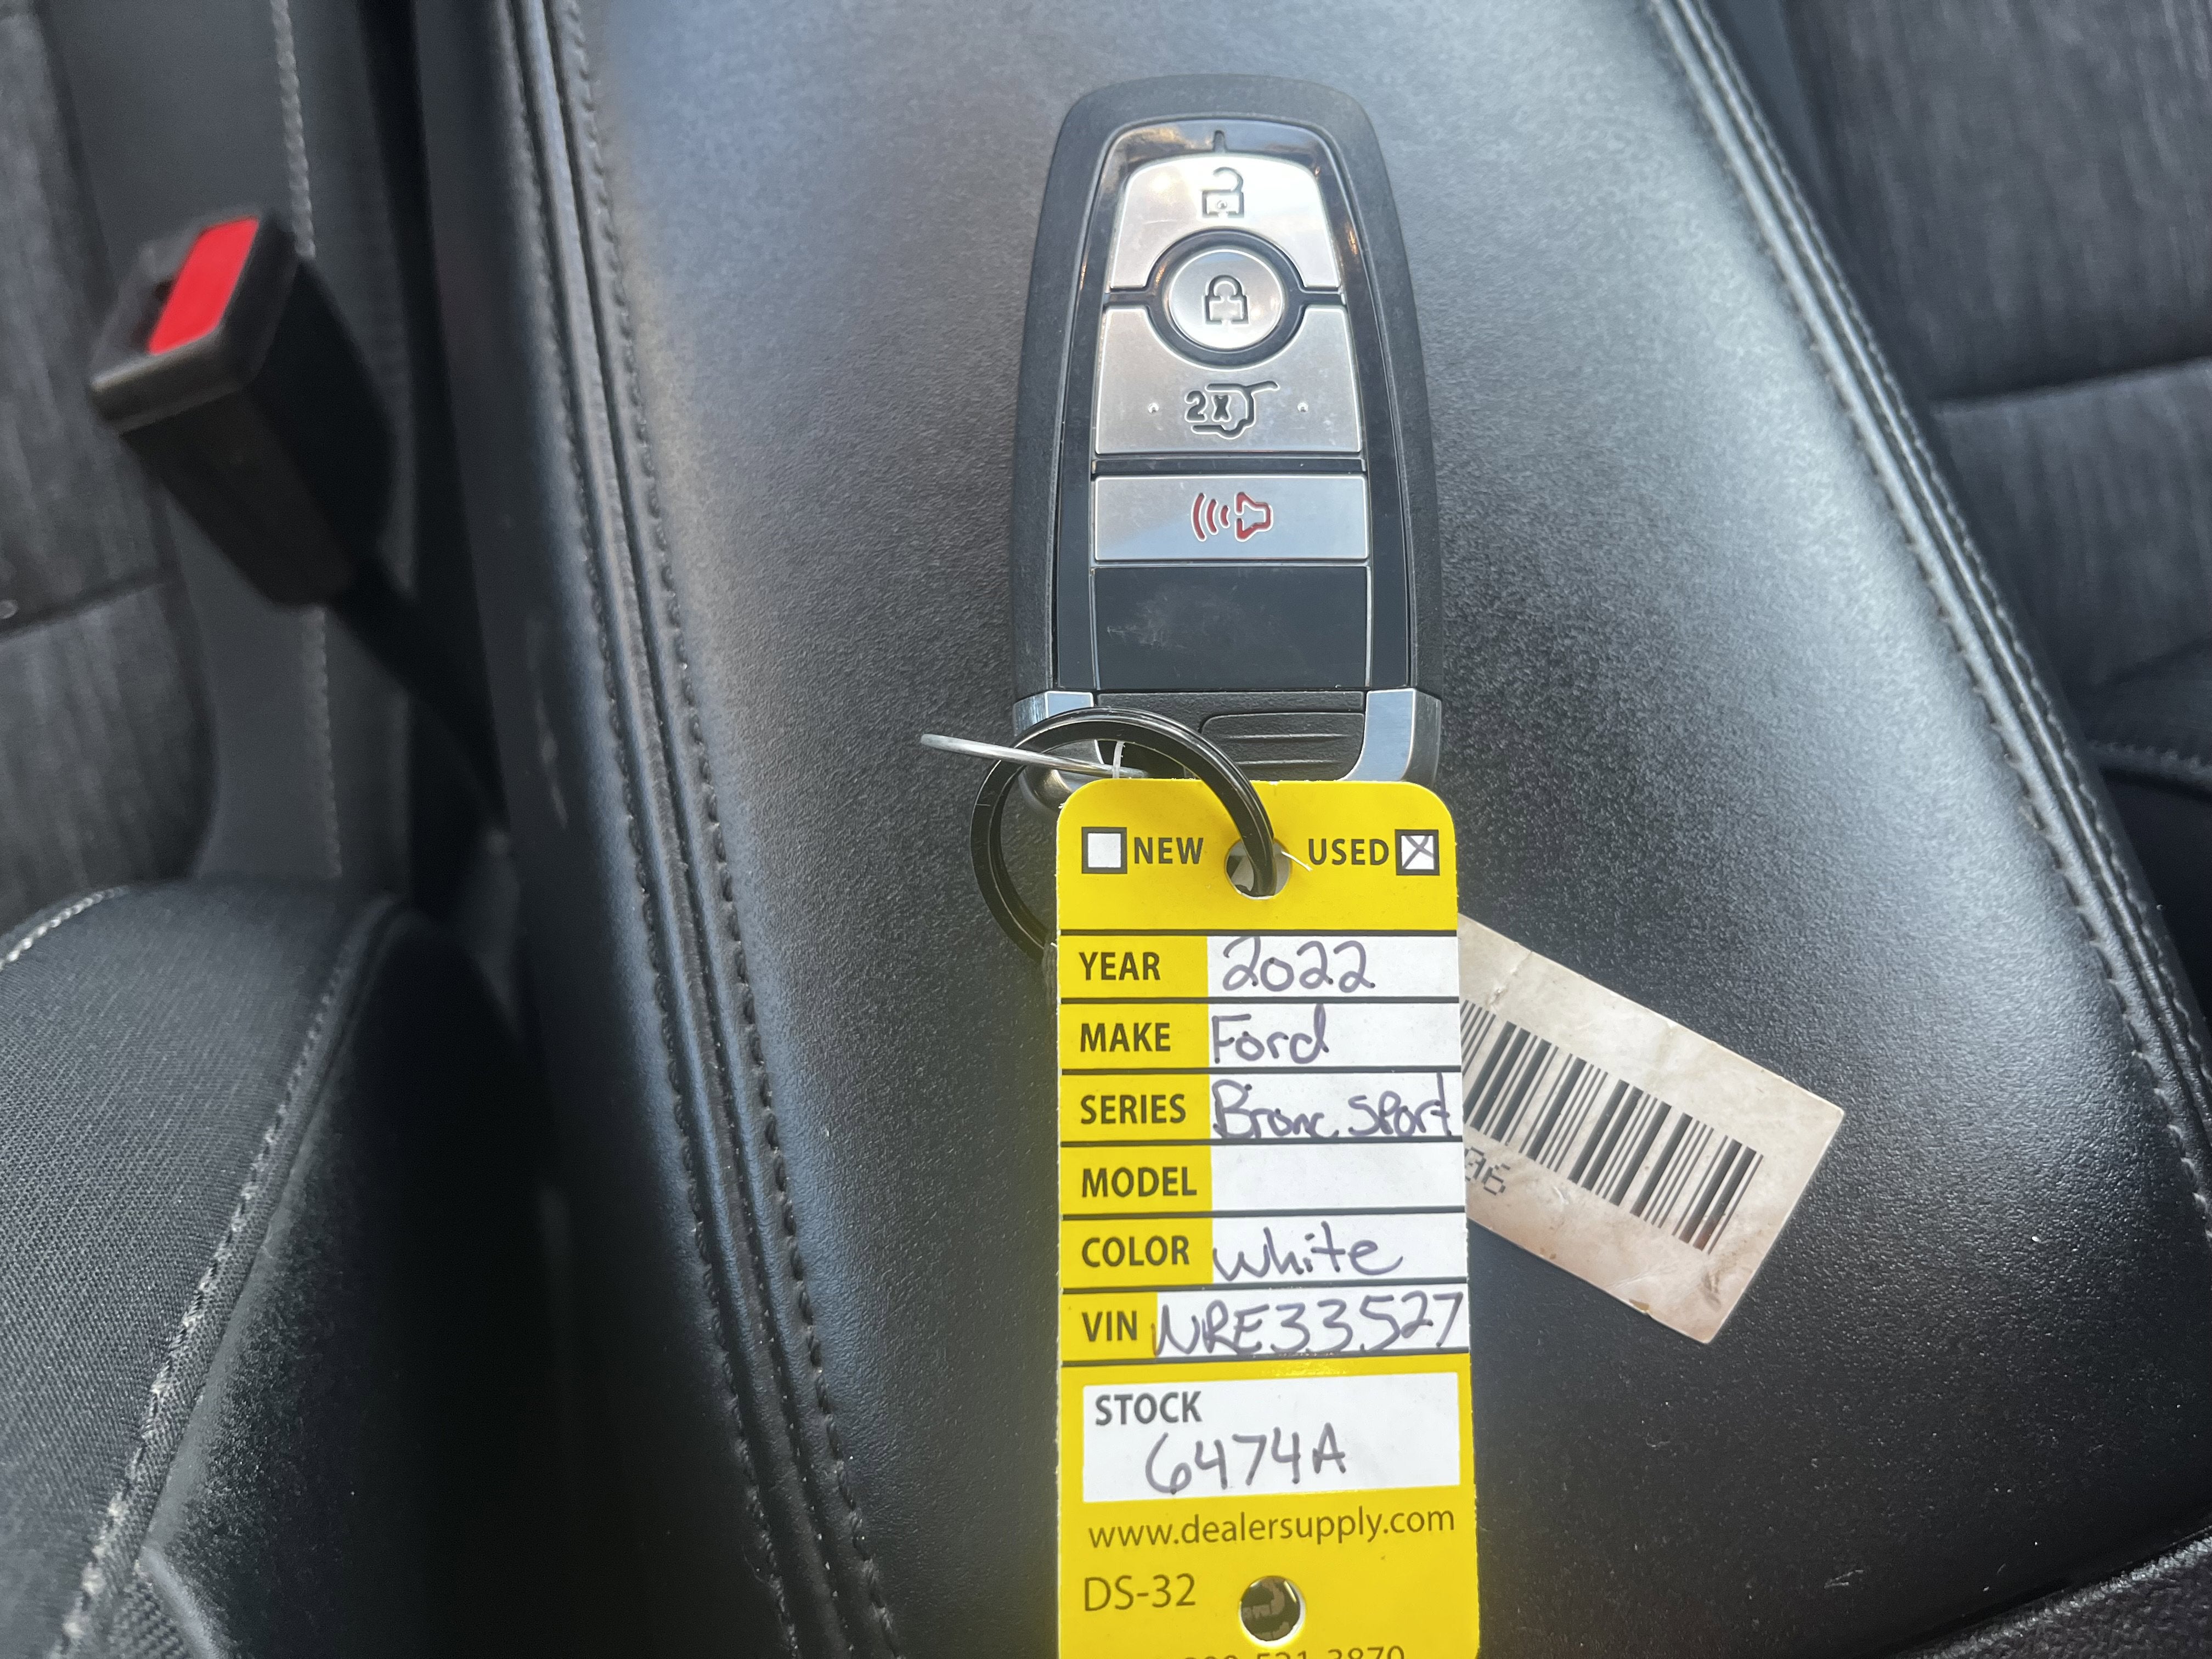 2X
NEW USED
YEAR 2022
MAKE Ford
SERIES Bronc. Sport
MODEL
COLOR white
VIN NRE33527
STOCK
6474A
www.dealersupply.com
DS-32